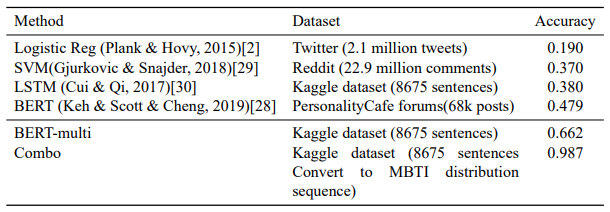 Method Dataset Accuracy
Logistic Reg (Plank & Hovy, 2015)[2] Twitter (2.1 million tweets) 0.190
SVM(Gjurkovic & Snajder, 2018)[29] Reddit (22.9 million comments) 0.370
LSTM (Cui & Qi, 2017)[30] Kaggle dataset (8675 sentences) 0.380
BERT (Keh & Scott & Cheng, 2019)[28] PersonalityCafe forums(68k posts) 0.479
BERT-multi Kaggle dataset (8675 sentences) 0.662
Combo Kaggle dataset (8675 sentences 0.987
Convert to MBTI distribution
sequence)